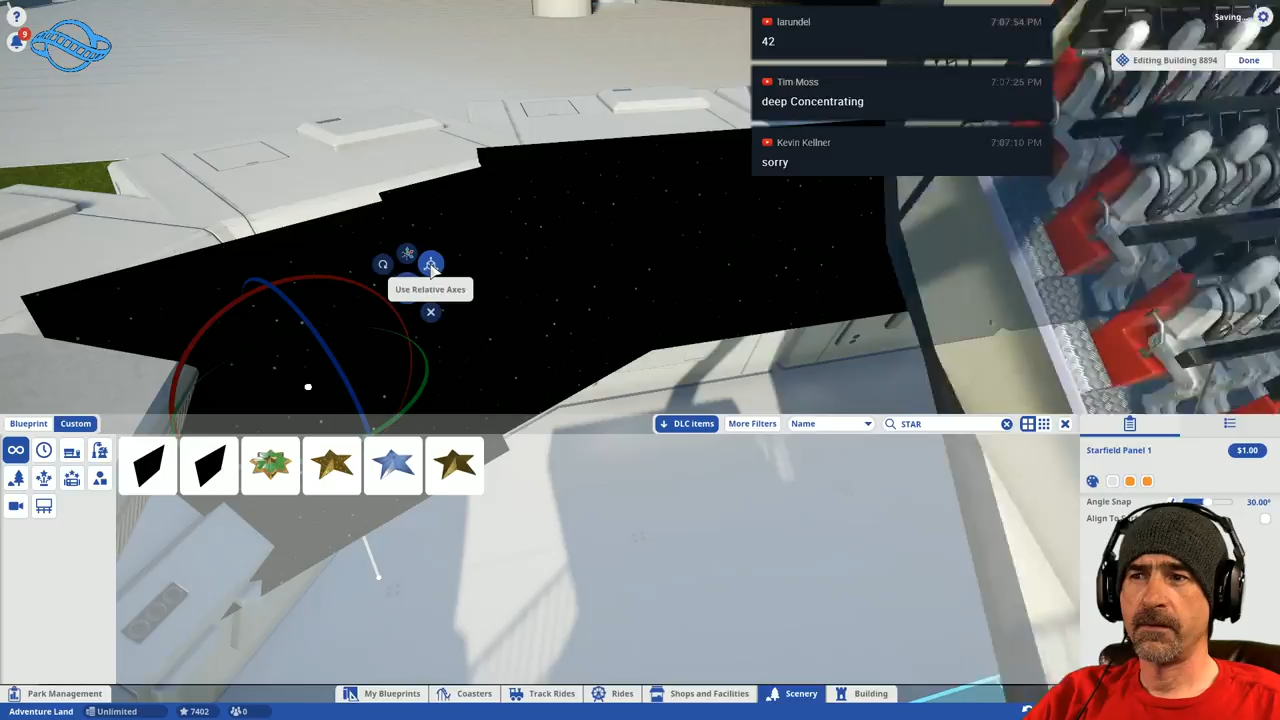 ?
9
larundel 7:07:54 PM
42
Tim Moss 7:07:25 PM
deep Concentrating
Kevin Kellner 7:07:10 PM
sorry
Saving...
Editing Building 8894 Done
Use Relative Axes
Blueprint Custom
DLC items More Filters Name STAR
Starfield Panel 1 $1.00
Angle Snap 30.00°
Align To
Park Management My Blueprints Coasters Track Rides Rides Shops and Facilities Scenery Building
Adventure Land Unlimited 7402 0